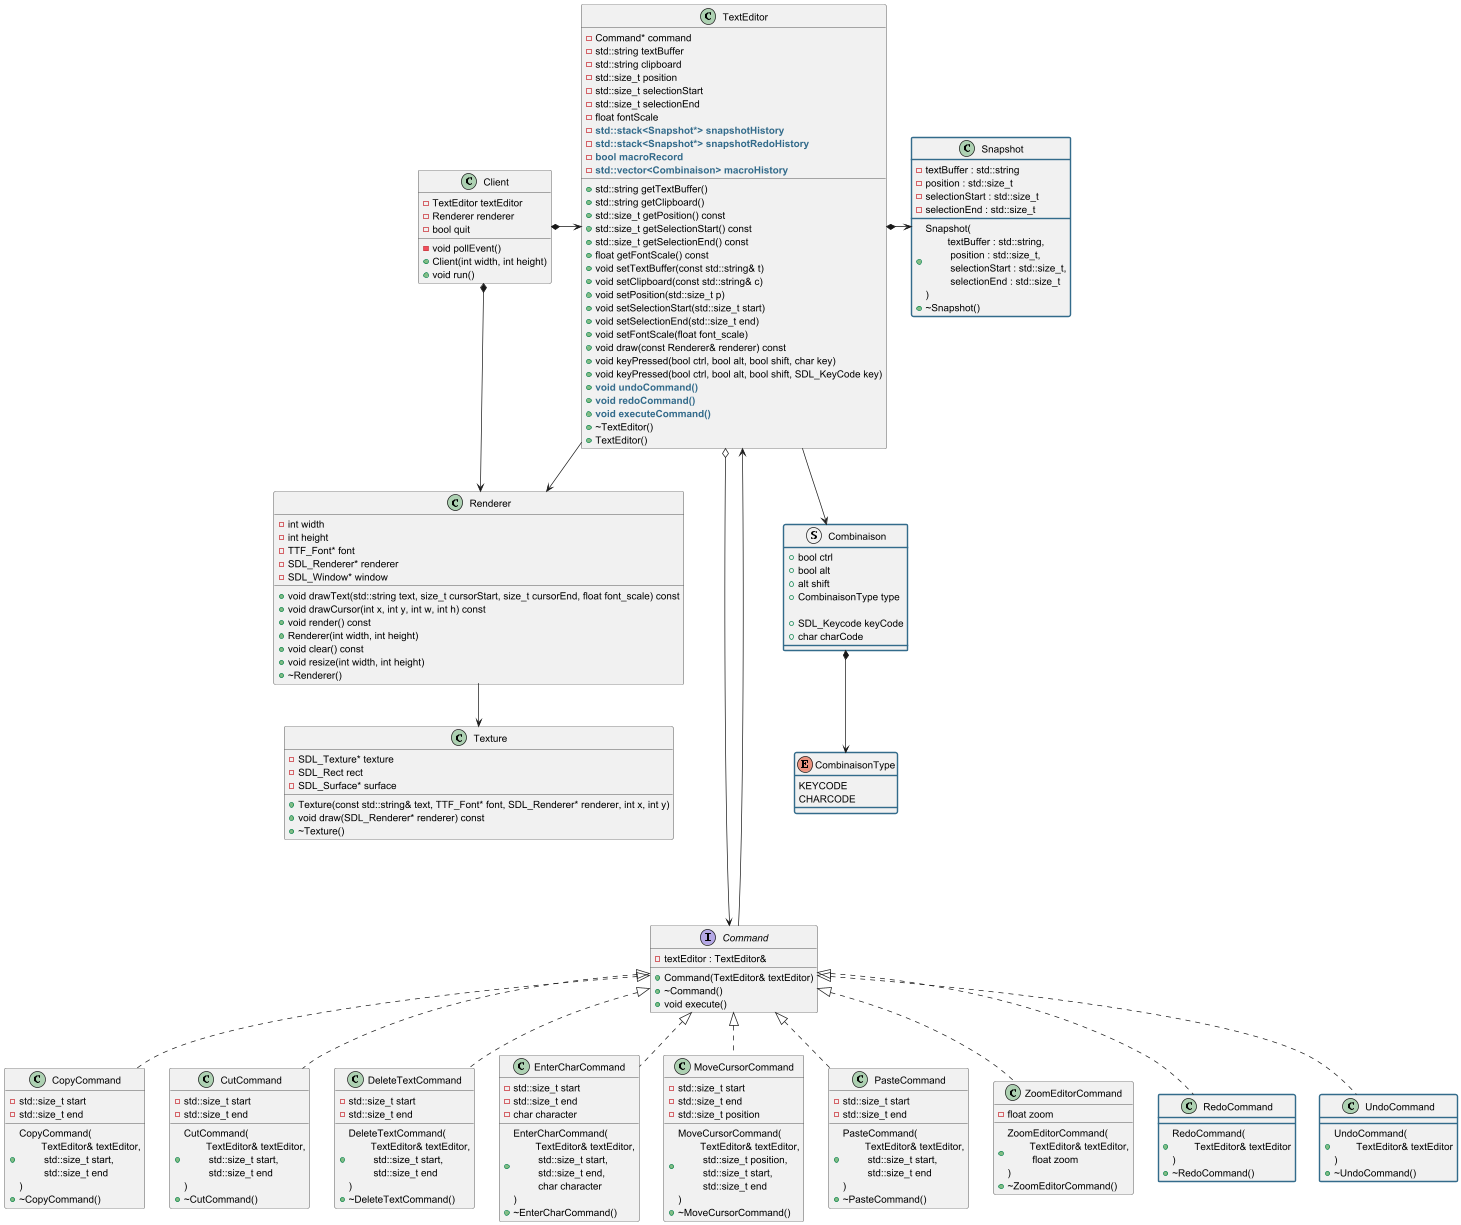 C TextEditor
Command* command
std::string textBuffer
std::string clipboard
std::size_t position
std::size_t selectionStart
std::size_t selectionEnd
float fontScale
std::stack<Snapshot*> snapshotHistory
std::stack<Snapshot*> snapshotRedoHistory
bool macroRecord
std::vector<Combinaison> macroHistory
std::string getTextBuffer()
std::string getClipboard()
std::size_t getPosition() const
std::size_t getSelectionStart() const
std::size_t getSelectionEnd() const
float getFontScale() const
void setTextBuffer(const std::string& t)
void setClipboard(const std::string& c)
void setPosition(std::size_t p)
void setSelectionStart(std::size_t start)
void setSelectionEnd(std::size_t end)
void setFontScale(float font_scale)
void draw(const Renderer& renderer) const
void keyPressed(bool ctrl, bool alt, bool shift, char key)
void keyPressed(bool ctrl, bool alt, bool shift, SDL_KeyCode key)
void undoCommand()
void redoCommand()
void executeCommand()
~TextEditor()
TextEditor()
C Client
TextEditor textEditor
Renderer renderer
bool quit
void pollEvent()
Client(int width, int height)
void run()
C Snapshot
textBuffer : std::string
position : std::size_t
selectionStart : std::size_t
selectionEnd : std::size_t
Snapshot(
textBuffer : std::string,
position : std::size_t,
selectionStart : std::size_t,
selectionEnd : std::size_t
)
~Snapshot()
C Renderer
int width
int height
TTF_Font* font
SDL_Renderer* renderer
SDL_Window* window
void drawText(std::string text, size_t cursorStart, size_t cursorEnd, float font_scale) const
void drawCursor(int x, int y, int w, int h) const
void render() const
Renderer(int width, int height)
void clear() const
void resize(int width, int height)
~Renderer()
S Combinaison
bool ctrl
bool alt
alt shift
CombinaisonType type
SDL_Keycode keyCode
char charCode
C Texture
SDL_Texture* texture
SDL_Rect rect
SDL_Surface* surface
Texture(const std::string& text, TTF_Font* font, SDL_Renderer* renderer, int x, int y)
void draw(SDL_Renderer* renderer) const
~Texture()
E CombinaisonType
KEYCODE
CHARCODE
I Command
textEditor : TextEditor&
Command(TextEditor& textEditor)
~Command()
void execute()
C CopyCommand
std::size_t start
std::size_t end
CopyCommand(
TextEditor& textEditor,
std::size_t start,
std::size_t end
)
~CopyCommand()
C CutCommand
std::size_t start
std::size_t end
CutCommand(
TextEditor& textEditor,
std::size_t start,
std::size_t end
)
~CutCommand()
C DeleteTextCommand
std::size_t start
std::size_t end
DeleteTextCommand(
TextEditor& textEditor,
std::size_t start,
std::size_t end
)
~DeleteTextCommand()
C EnterCharCommand
std::size_t start
std::size_t end
char character
EnterCharCommand(
TextEditor& textEditor,
std::size_t start,
std::size_t end,
char character
)
~EnterCharCommand()
C MoveCursorCommand
std::size_t start
std::size_t end
std::size_t position
MoveCursorCommand(
TextEditor& textEditor,
std::size_t position,
std::size_t start,
std::size_t end
)
~MoveCursorCommand()
C PasteCommand
std::size_t start
std::size_t end
PasteCommand(
TextEditor& textEditor,
std::size_t start,
std::size_t end
)
~PasteCommand()
C ZoomEditorCommand
float zoom
ZoomEditorCommand(
TextEditor& textEditor,
float zoom
)
~ZoomEditorCommand()
C RedoCommand
RedoCommand(
TextEditor& textEditor
)
~RedoCommand()
C UndoCommand
UndoCommand(
TextEditor& textEditor
)
~UndoCommand()